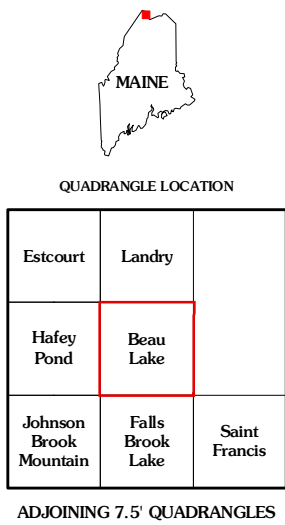 MAINE
QUADRANGLE LOCATION
Estcourt
Landry
Hafey
Pond
Beau
Lake
Johnson
Brook
Mountain
Falls
Brook
Lake
Saint
Francis
ADJOINING 7.5' QUADRANGLES